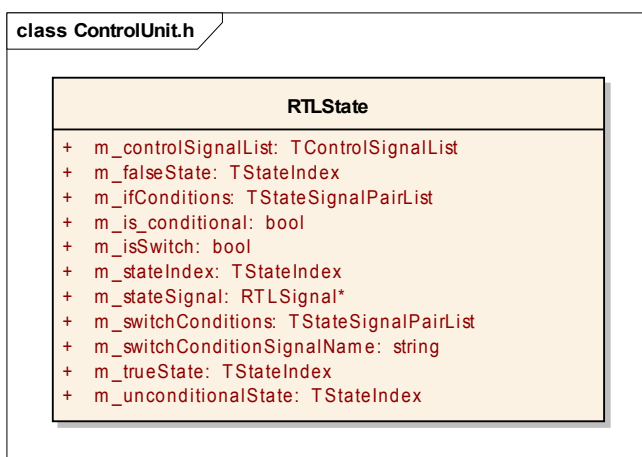 class ControlUnit.h
RTLState
+ m_controlSignalList: TControlSignalList
+ m_falseState: TStateIndex
+ m_ifConditions: TStateSignalPairList
+ m_is_conditional: bool
+ m_isSwitch: bool
+ m_stateIndex: TStateIndex
+ m_stateSignal: RTLSignal*
+ m_switchConditions: TStateSignalPairList
+ m_switchConditionSignalName: string
+ m_trueState: TStateIndex
+ m_unconditionalState: TStateIndex